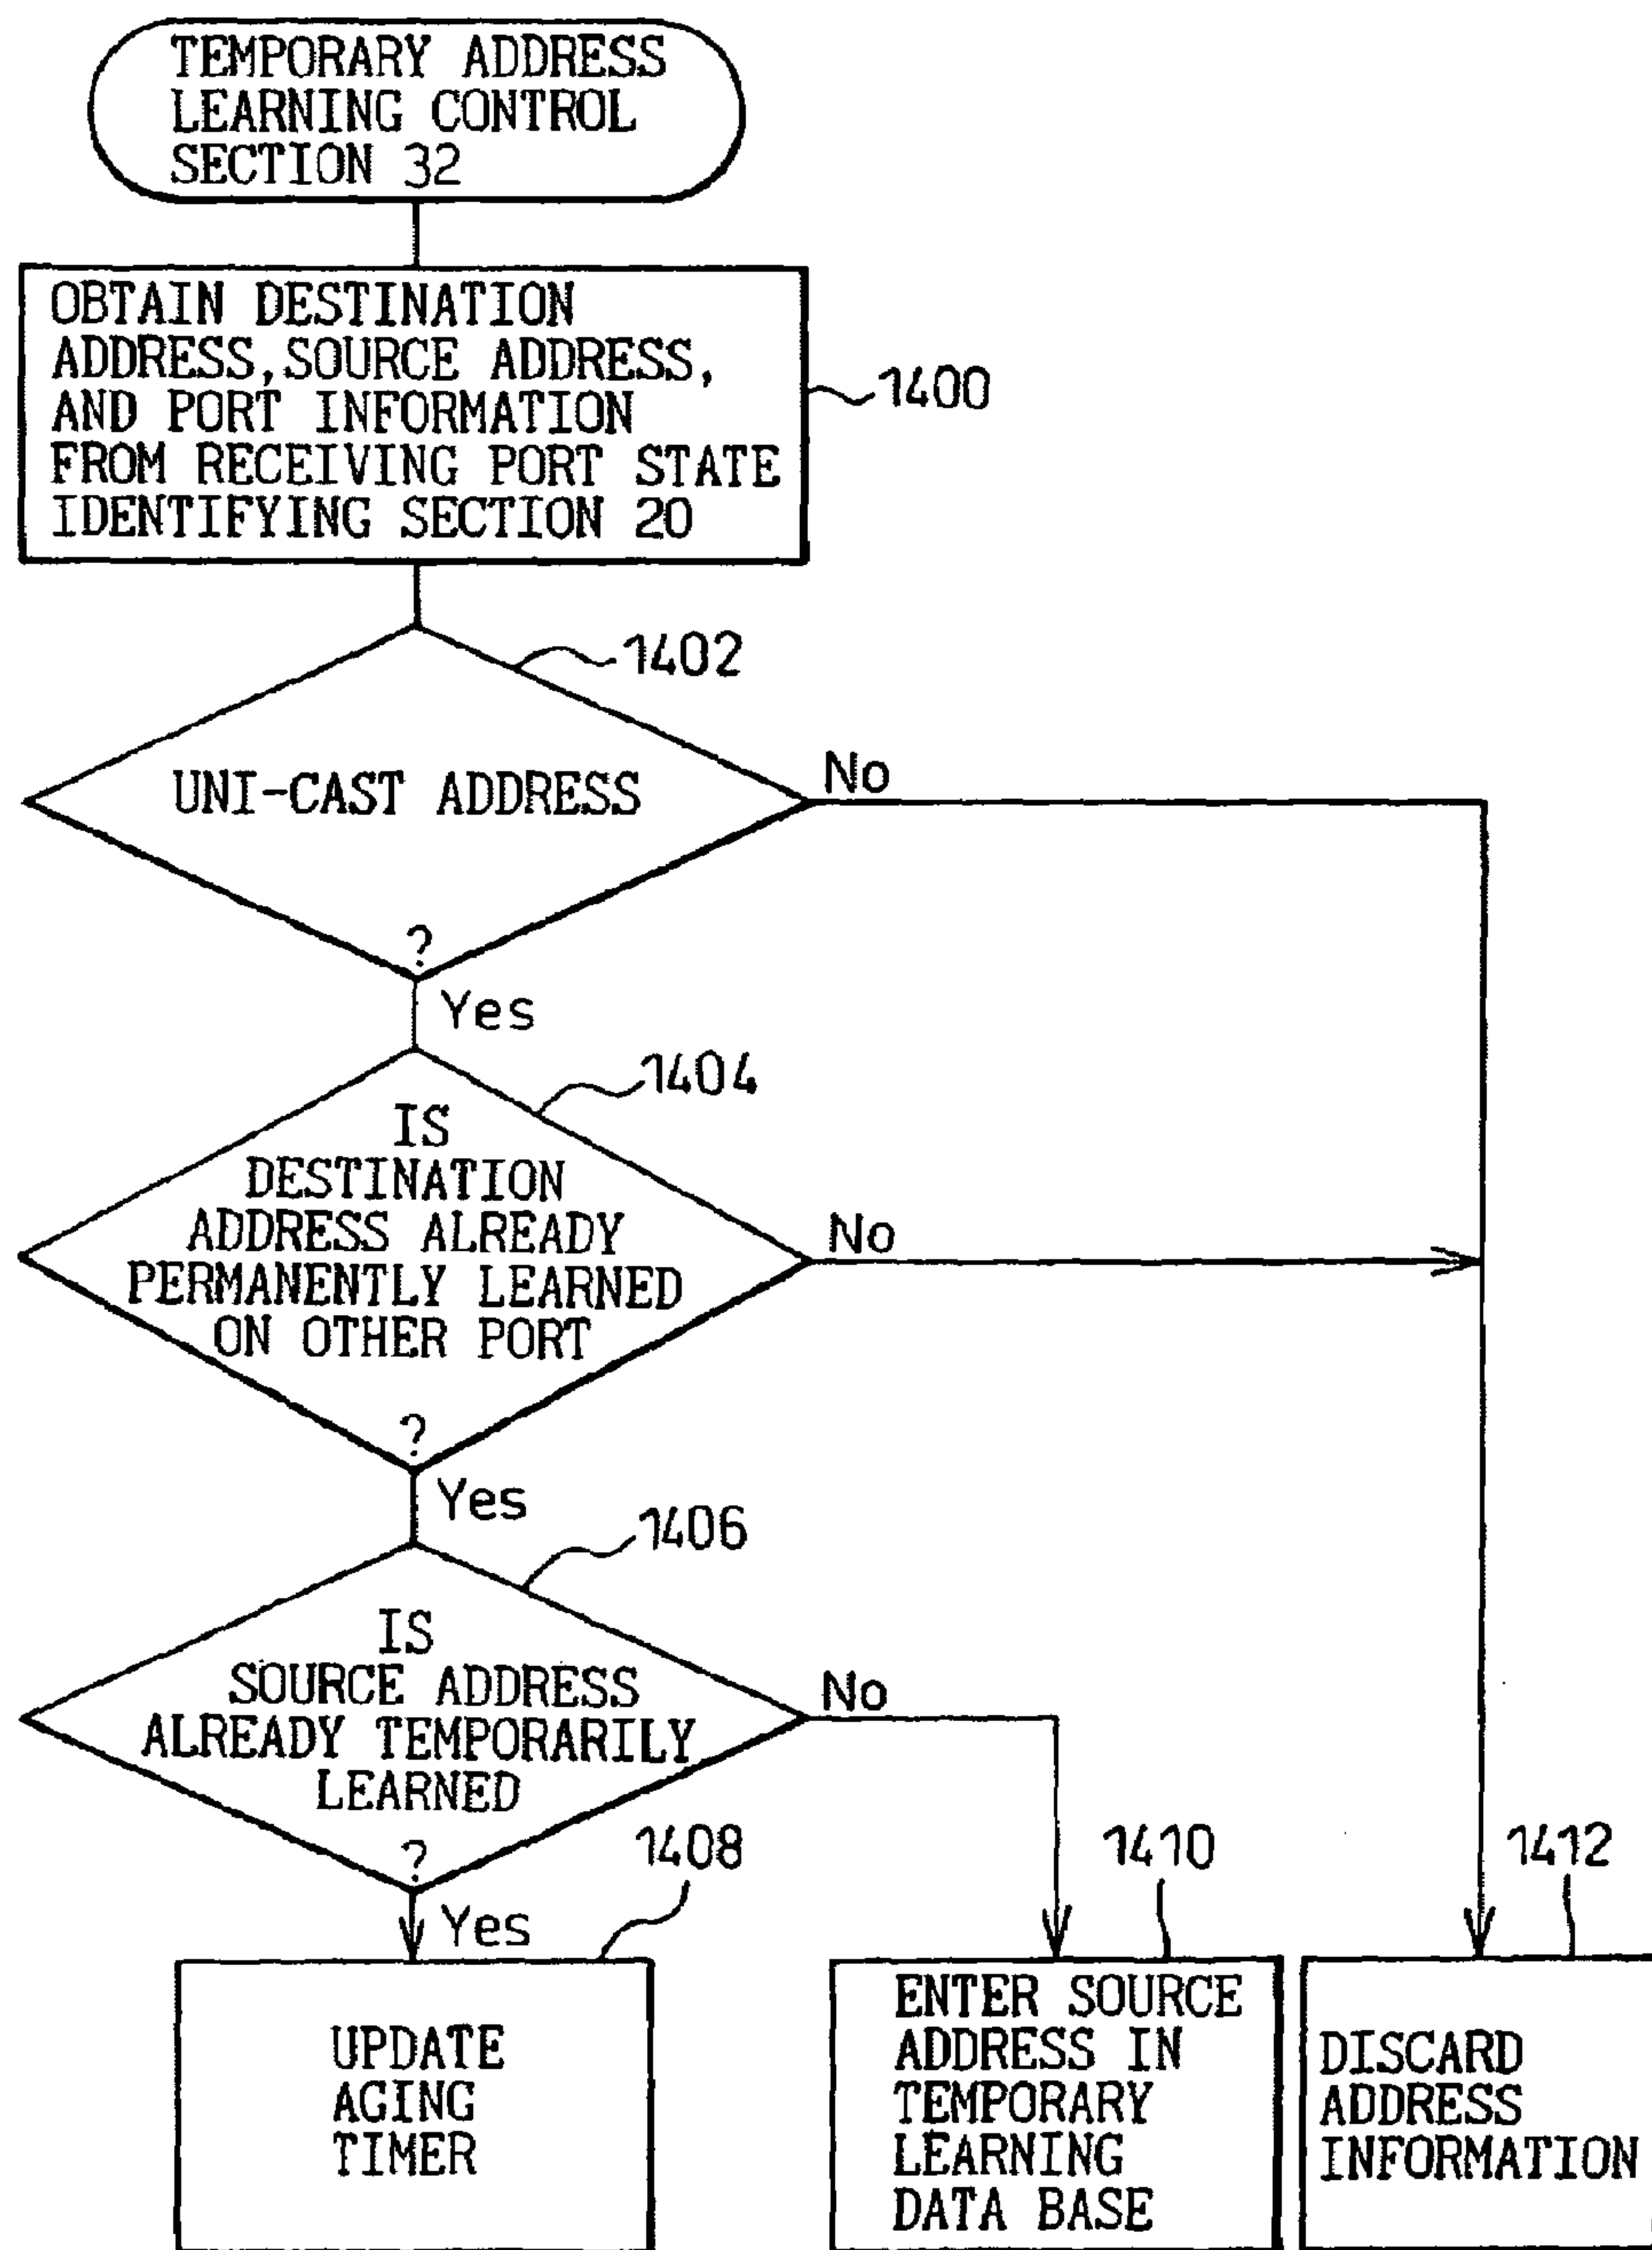 TEMPORARY ADDRESS
LEARNING CONTROL
SECTION 32
OBTAIN DESTINATION
ADDRESS, SOURCE ADDRESS,
AND PORT INFORMATION
FROM RECEIVING PORT STATE
IDENTIFYING SECTION 20
1400
1402
UNI-CAST ADDRESS
?
No
Yes
1404
IS
DESTINATION
ADDRESS ALREADY
PERMANENTLY LEARNED
ON OTHER PORT
?
No
Yes
1406
IS
SOURCE ADDRESS
ALREADY TEMPORARILY
LEARNED
?
No
Yes
1408
UPDATE
AGING
TIMER
1410
ENTER SOURCE
ADDRESS IN
TEMPORARY
LEARNING
DATA BASE
1412
DISCARD
ADDRESS
INFORMATION